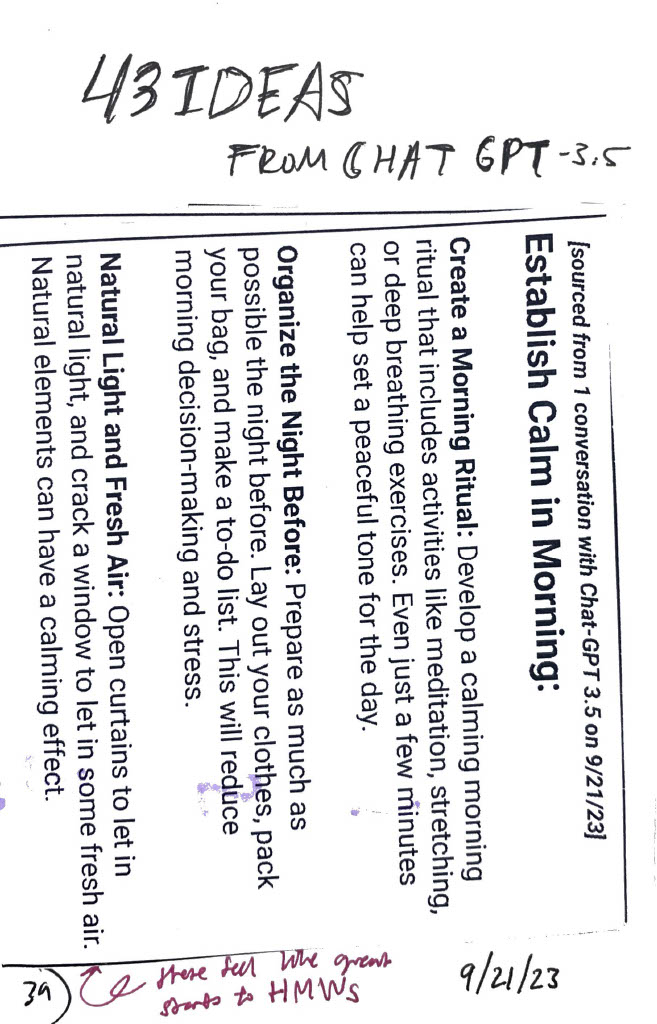 43 IDEAS
FROM CHAT GPT-3.5
[sourced from 1 conversation with Chat-GPT 3.5 on 9/21/23]
Establish Calm in Morning:
Create a Morning Ritual: Develop a calming morning
ritual that includes activities like meditation, stretching,
or deep breathing exercises. Even just a few minutes
can help set a peaceful tone for the day.
Organize the Night Before: Prepare as much as
possible the night before. Lay out your clothes, pack
your bag, and make a to-do list. This will reduce
morning decision-making and stress.
Natural Light and Fresh Air: Open curtains to let in
natural light, and crack a window to let in some fresh air.
Natural elements can have a calming effect.
these feel like great
starts to HMWs
9/21/23
39